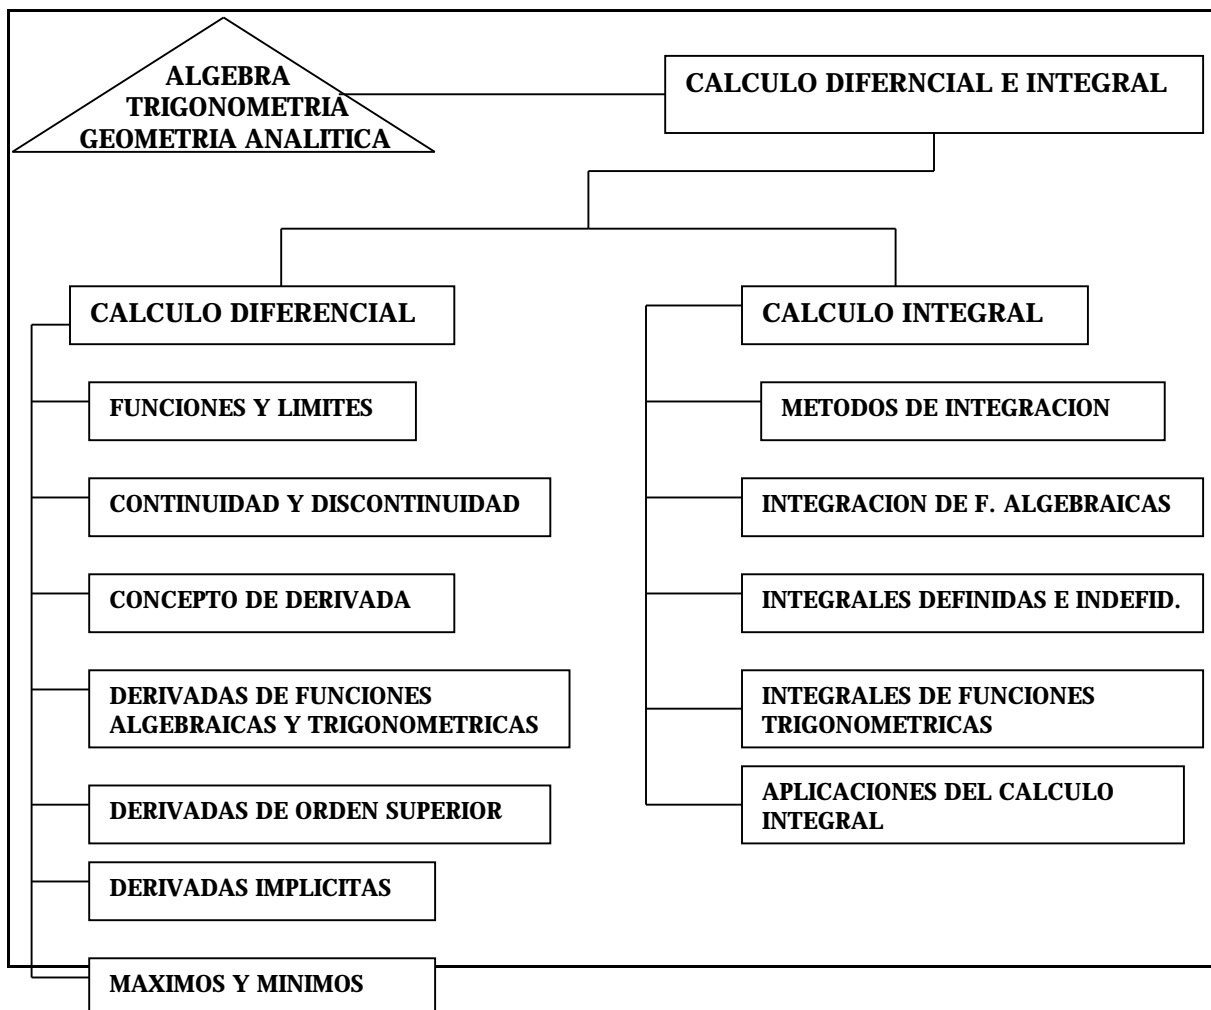 ALGEBRA
TRIGONOMETRIA
GEOMETRIA ANALITICA
CALCULO DIFERNCIAL E INTEGRAL
CALCULO DIFERENCIAL
FUNCIONES Y LIMITES
CONTINUIDAD Y DISCONTINUIDAD
CONCEPTO DE DERIVADA
DERIVADAS DE FUNCIONES
ALGEBRAICAS Y TRIGONOMETRICAS
DERIVADAS DE ORDEN SUPERIOR
DERIVADAS IMPLICITAS
MAXIMOS Y MINIMOS
CALCULO INTEGRAL
METODOS DE INTEGRACION
INTEGRACION DE F. ALGEBRAICAS
INTEGRALES DEFINIDAS E INDEFID.
INTEGRALES DE FUNCIONES
TRIGONOMETRICAS
APLICACIONES DEL CALCULO
INTEGRAL